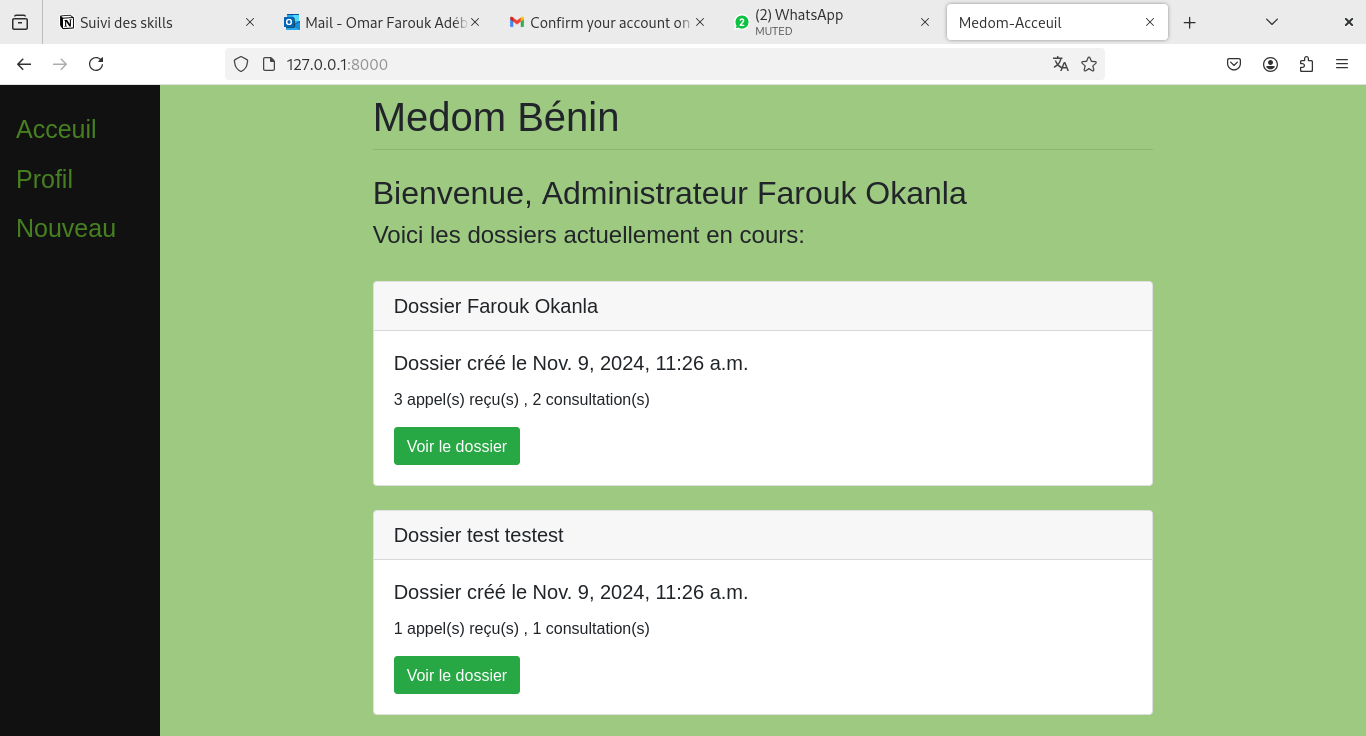 Suivi des skills
Mail - Omar Farouk Adéb
Confirm your account on
(2) WhatsApp
MUTED
Medom-Acceuil
127.0.0.1:8000
Acceuil
Profil
Nouveau
Medom Bénin
Bienvenue, Administrateur Farouk Okanla
Voici les dossiers actuellement en cours:
Dossier Farouk Okanla
Dossier créé le Nov. 9, 2024, 11:26 a.m.
3 appel(s) reçu(s) , 2 consultation(s)
Voir le dossier
Dossier test testest
Dossier créé le Nov. 9, 2024, 11:26 a.m.
1 appel(s) reçu(s) , 1 consultation(s)
Voir le dossier